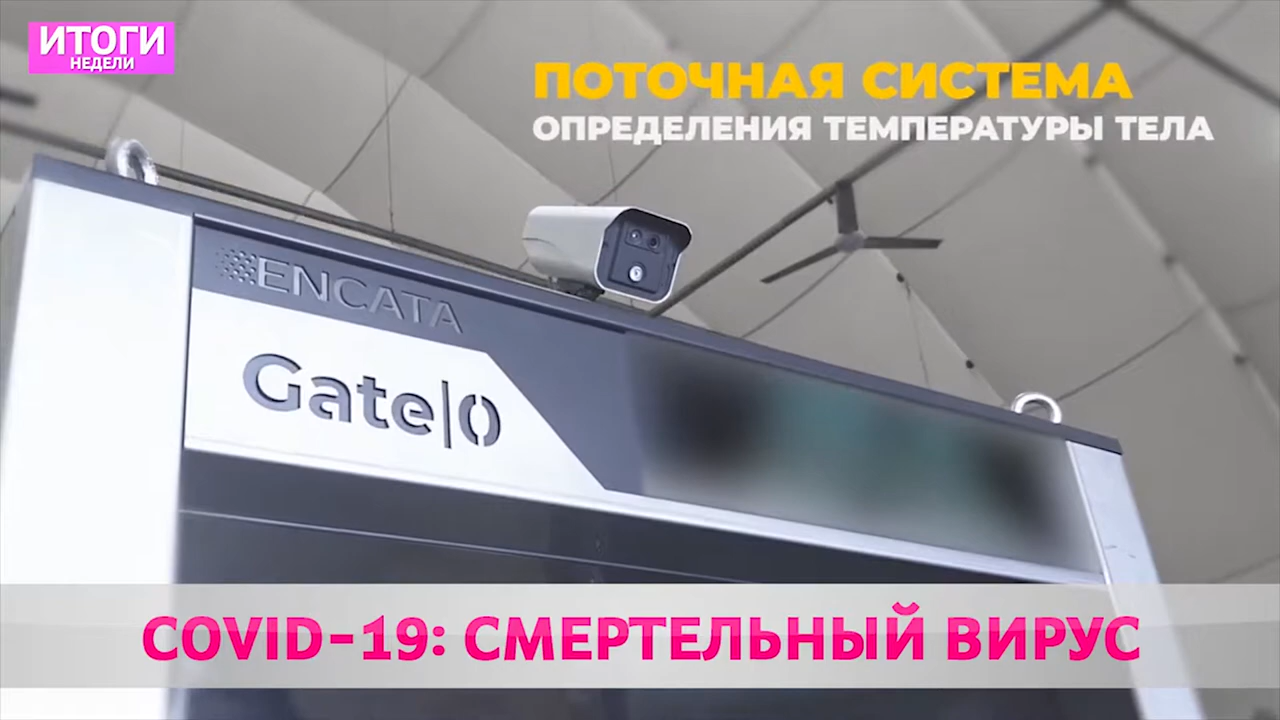 ИТОГИ
НЕДЕЛИ
ПОТОЧНАЯ СИСТЕМА
ОПРЕДЕЛЕНИЯ ТЕМПЕРАТУРЫ ТЕЛА
ENCATA
Gate|0
COVID-19: СМЕРТЕЛЬНЫЙ ВИРУС